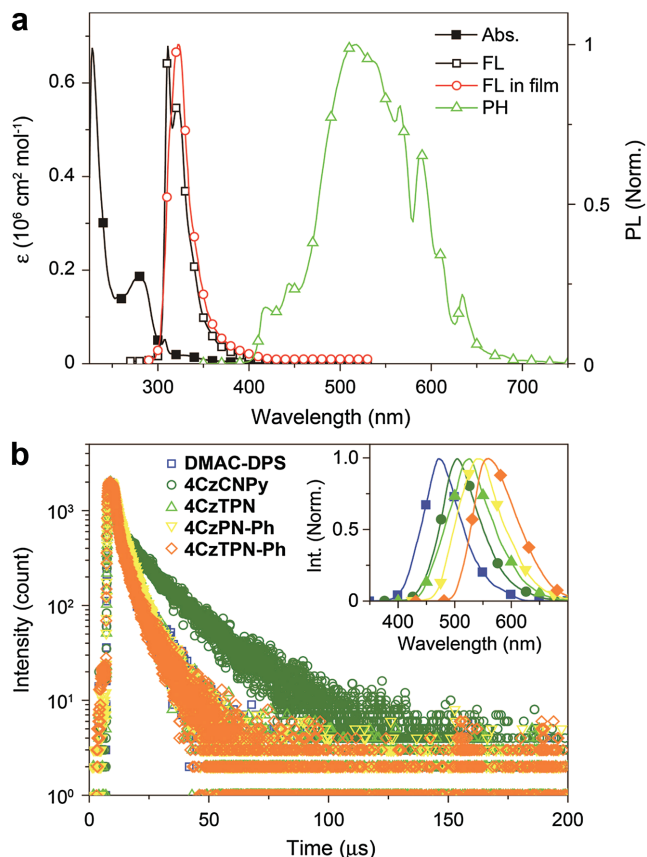 a
Abs.
FL
FL in film
PH
0.6
0.4
0.2
0
ε (10⁶ cm² mol⁻¹)
1
0.5
0
PL (Norm.)
300 400 500 600 700
Wavelength (nm)
b
DMAC-DPS
4CzCNPy
4CzTPN
4CzPN-Ph
4CzTPN-Ph
10³
10²
10¹
10⁰
Intensity (count)
0 50 100 150 200
Time (μs)
1.0
0.5
0
Int. (Norm.)
400 500 600
Wavelength (nm)